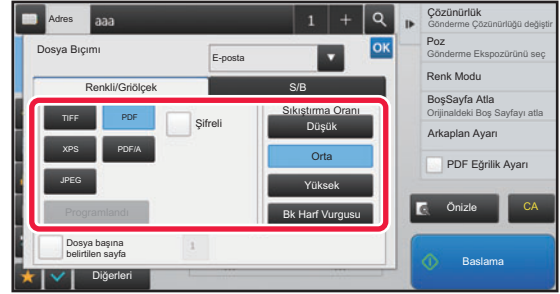 Adres
aaa
1
Dosya Bıçımı
E-posta
OK
Renkli/Griölçek
S/B
TIFF
PDF
Şifreli
XPS
PDF/A
JPEG
Programlandı
Sıkıştırma Oranı
Düşük
Orta
Yüksek
Bk Harf Vurgusu
Dosya başına
belirtilen sayfa
1
Diğerleri
Çözünürlük
Gönderme Çözünürlüğü değiştir
Poz
Gönderme Ekspozürünü seç
Renk Modu
BoşSayfa Atla
Orijinaldeki Boş Sayfayı atla
Arkaplan Ayarı
PDF Eğrilik Ayarı
Önizle
CA
Baslama